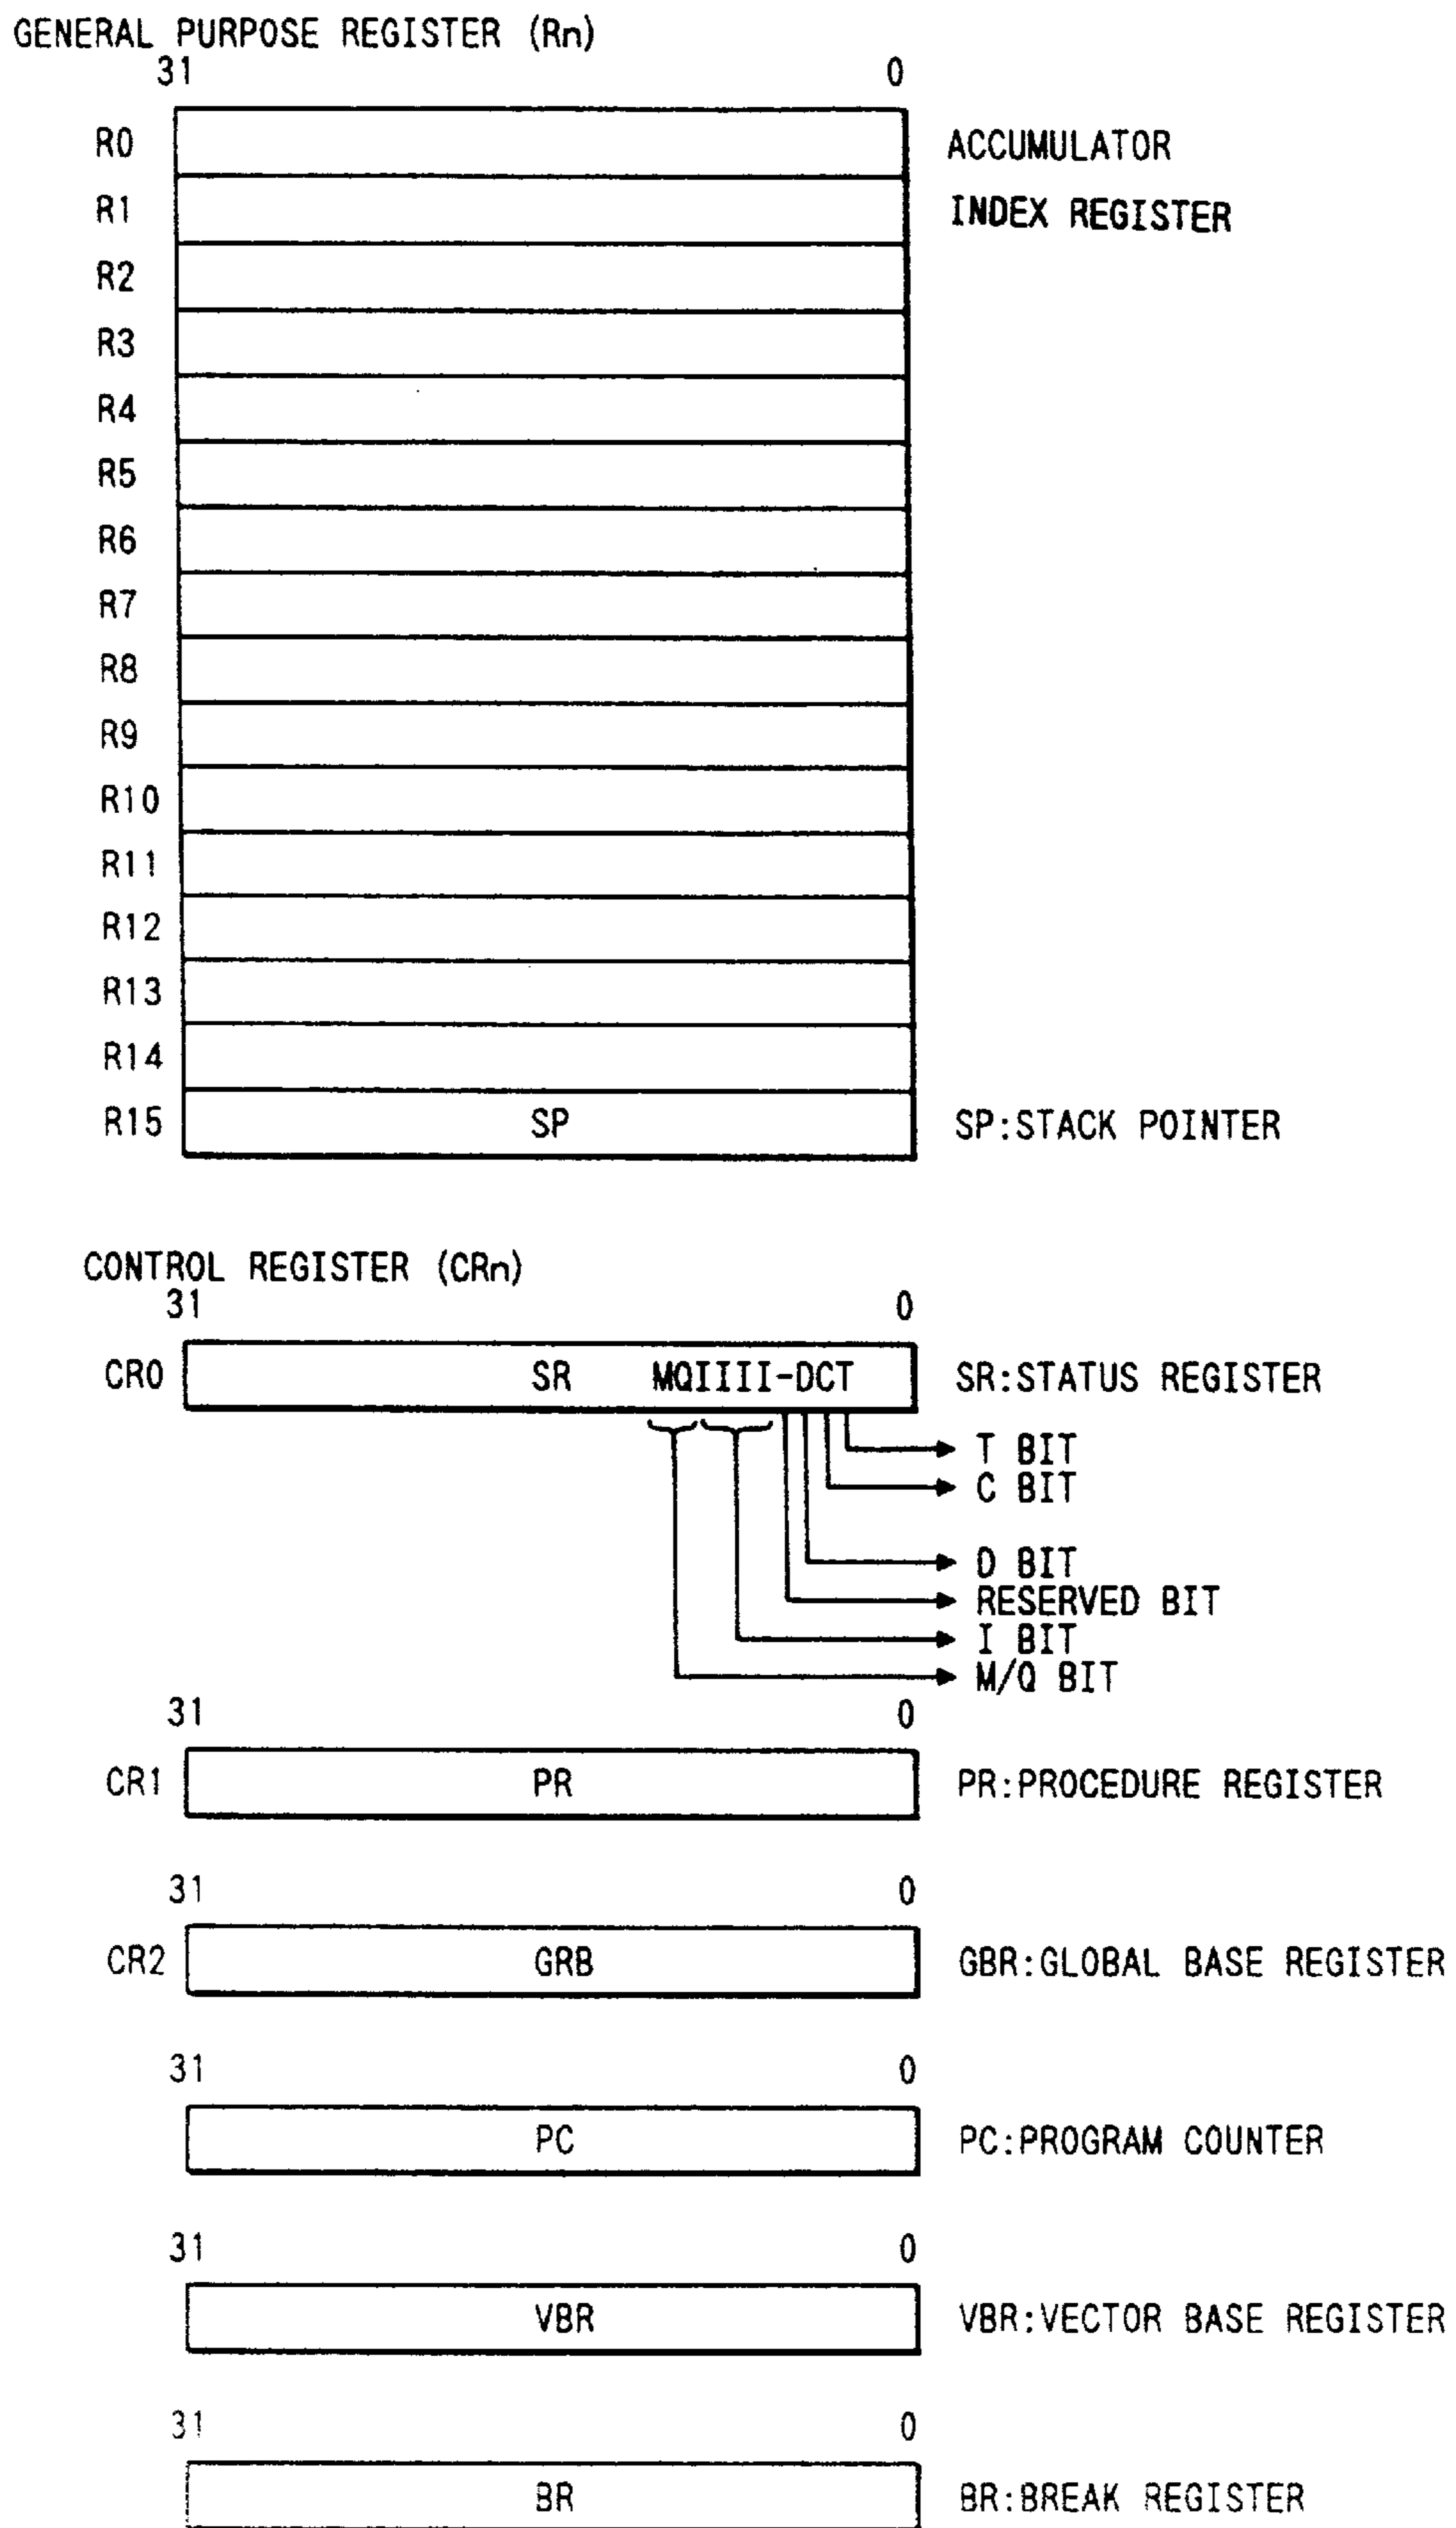 GENERAL PURPOSE REGISTER (Rn)
31 0
R0 ACCUMULATOR
R1 INDEX REGISTER
R2
R3
R4
R5
R6
R7
R8
R9
R10
R11
R12
R13
R14
R15 SP SP:STACK POINTER
CONTROL REGISTER (CRn)
31 0
CR0 SR MQIIII-DCT SR:STATUS REGISTER
T BIT
C BIT
D BIT
RESERVED BIT
I BIT
M/Q BIT
31 0
CR1 PR PR:PROCEDURE REGISTER
31 0
CR2 GRB GBR:GLOBAL BASE REGISTER
31 0
PC PC:PROGRAM COUNTER
31 0
VBR VBR:VECTOR BASE REGISTER
31 0
BR BR:BREAK REGISTER